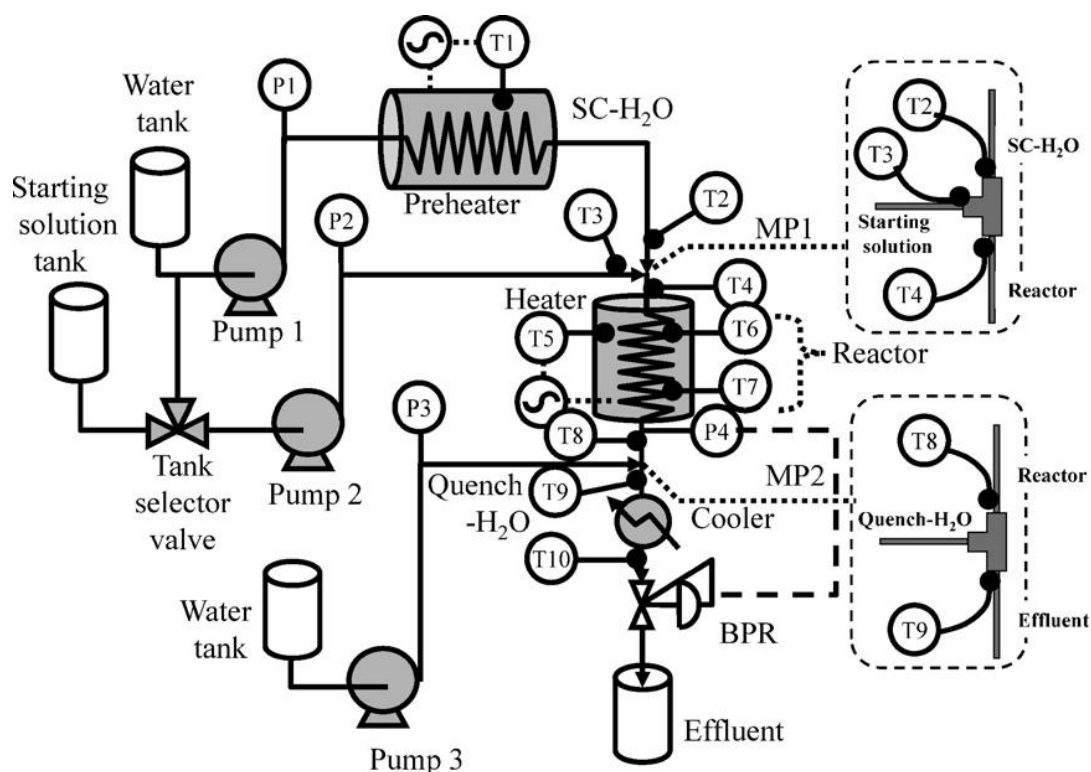 T1
P1
Water
tank
SC-H2O
T2
SC-H2O
T3
Starting
solution
tank
Preheater
P2
T3
T2
MP1
Starting
solution
T4
Reactor
Pump 1
Heater
T4
T5
T6
Reactor
T7
P3
T8
P4
T8
Reactor
Tank
selector
valve
Pump 2
Quench
-H2O
T9
MP2
Cooler
Quench-H2O
T10
T9
Effluent
Water
tank
BPR
Pump 3
Effluent